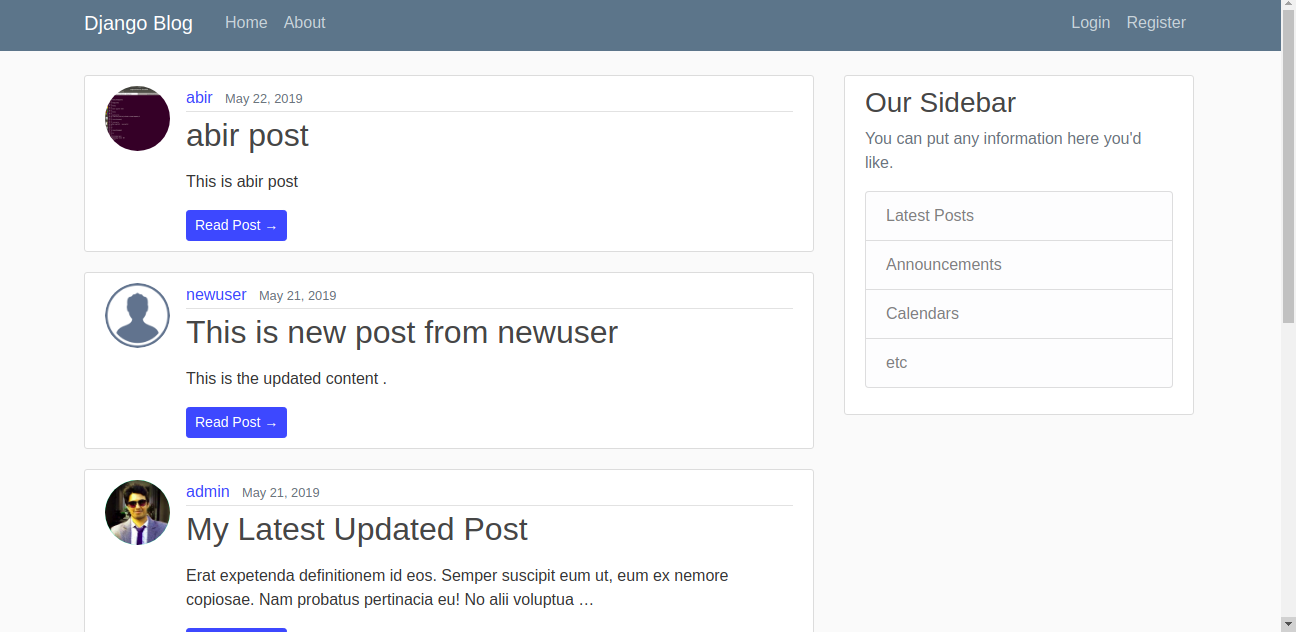 Django Blog Home About Login Register
abir May 22, 2019
abir post
This is abir post
Read Post →
newuser May 21, 2019
This is new post from newuser
This is the updated content .
Read Post →
admin May 21, 2019
My Latest Updated Post
Erat expetenda definitionem id eos. Semper suscipit eum ut, eum ex nemore
copiosae. Nam probatus pertinacia eu! No alii voluptua …
Our Sidebar
You can put any information here you'd
like.
Latest Posts
Announcements
Calendars
etc